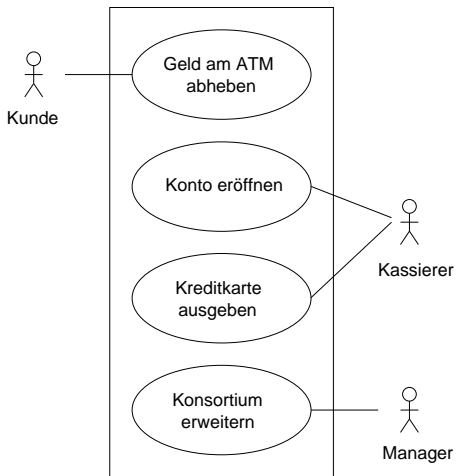 Geld am ATM
abheben
Kunde
Konto eröffnen
Kassierer
Kreditkarte
ausgeben
Konsortium
erweitern
Manager